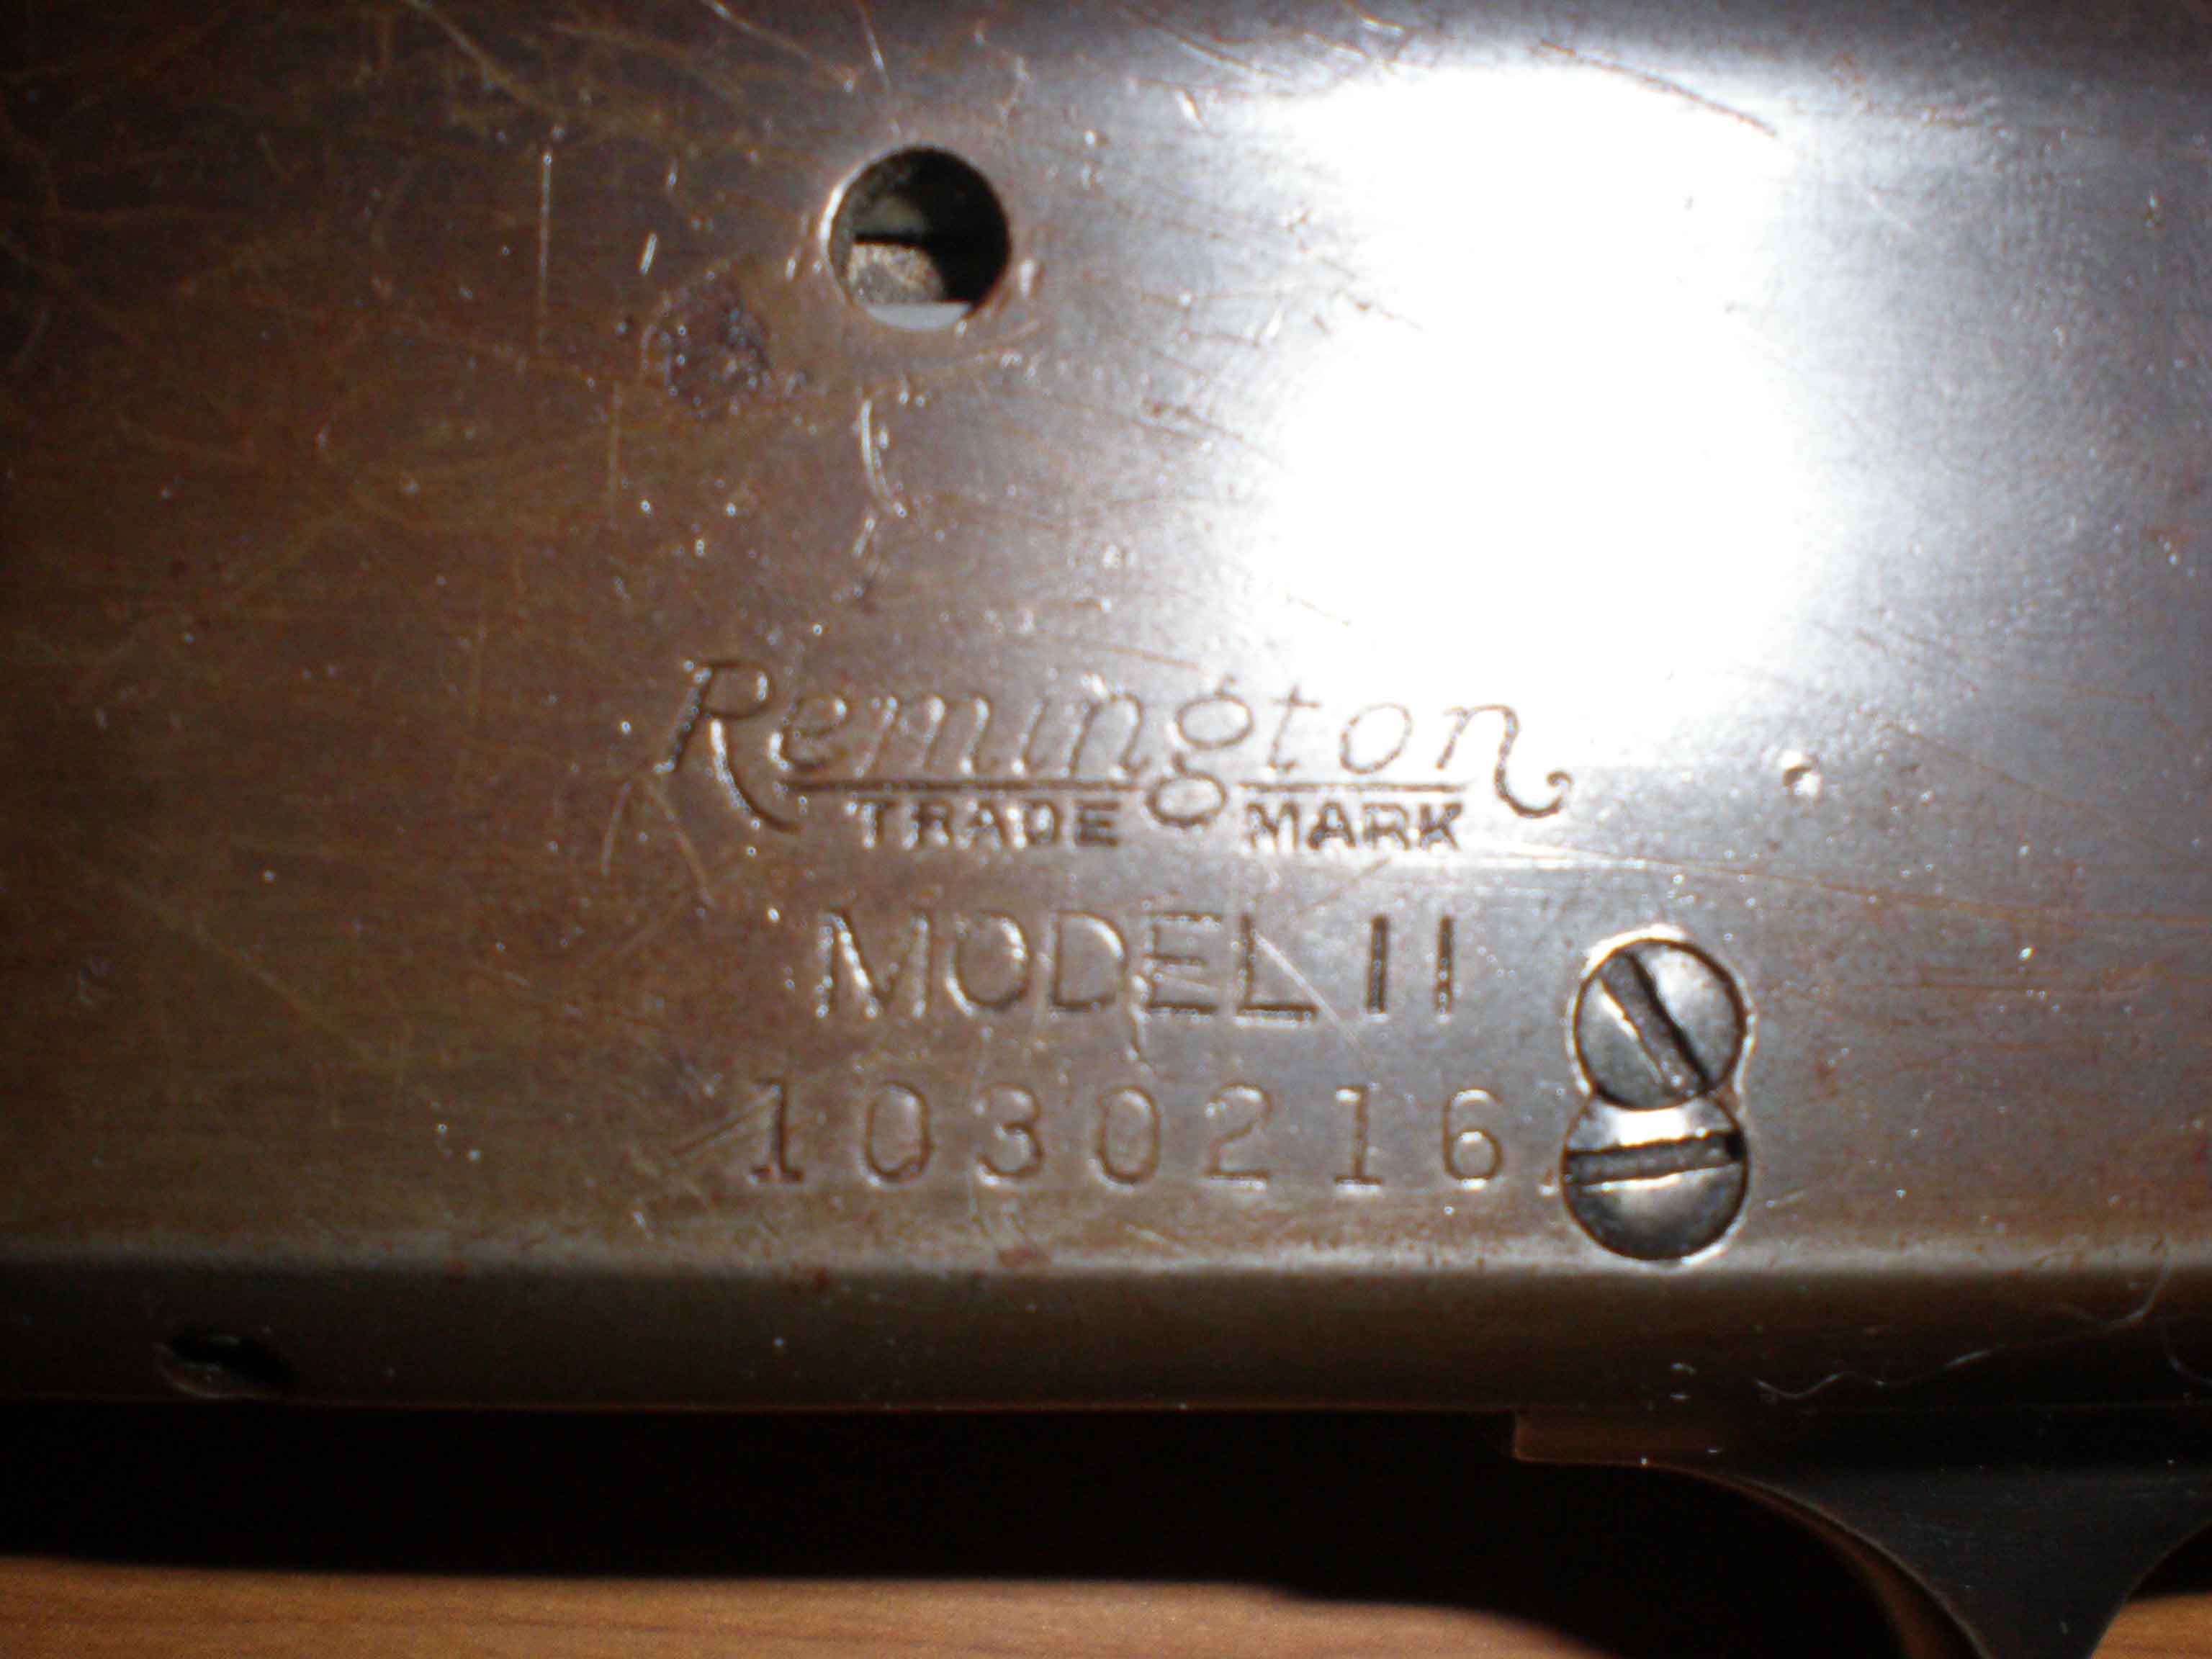 Remington
TRADE MARK
MODEL 11
1030216